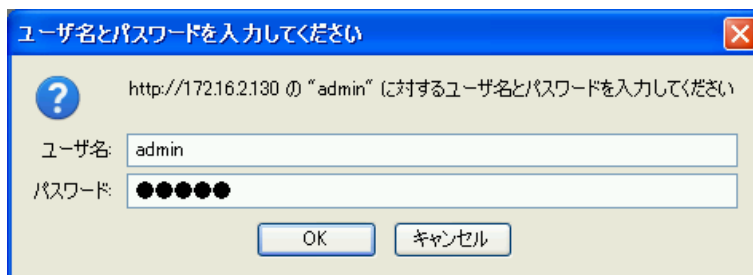 ユーザ名とパスワードを入力してください
http://172.16.2.130 の "admin" に対するユーザ名とパスワードを入力してください
ユーザ名: admin
パスワード: ●●●●●
OK キャンセル